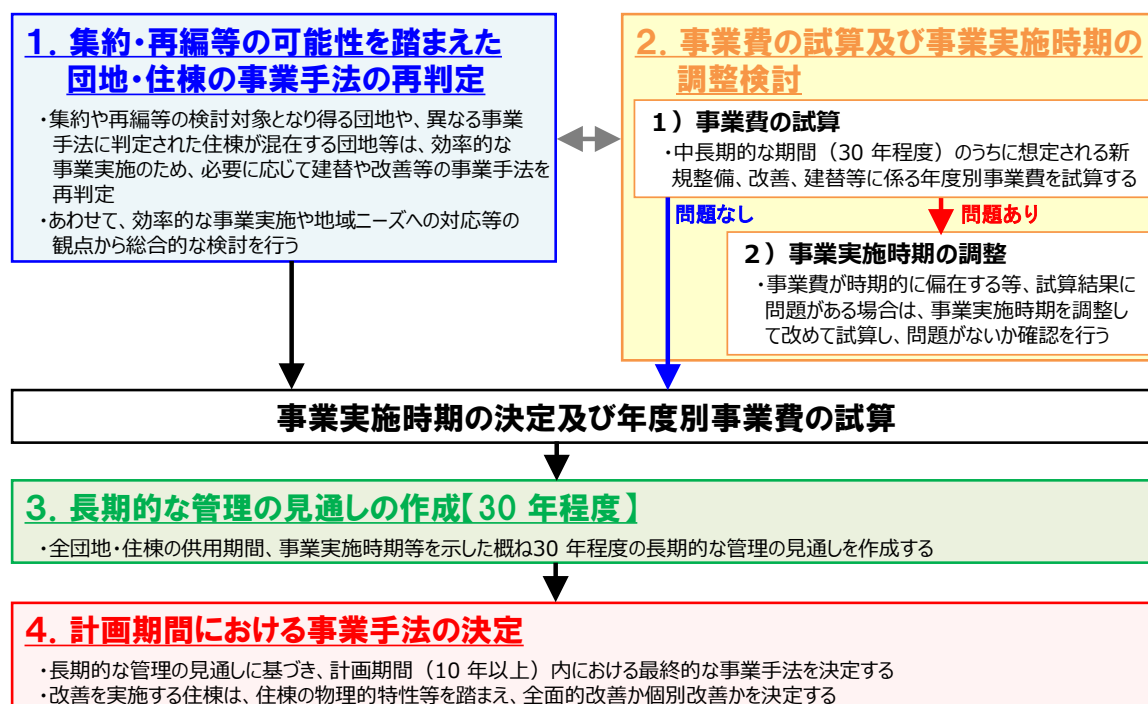 1. 集約・再編等の可能性を踏まえた
団地・住棟の事業手法の再判定
・集約や再編等の検討対象となり得る団地や、異なる事業
手法に判定された住棟が混在する団地等は、効率的な
事業実施のため、必要に応じて建替や改善等の事業手法を
再判定
・あわせて、効率的な事業実施や地域ニーズへの対応等の
観点から総合的な検討を行う
2. 事業費の試算及び事業実施時期の
調整検討
1）事業費の試算
・中長期的な期間（30 年程度）のうちに想定される新
規整備、改善、建替等に係る年度別事業費を試算する
問題なし
問題あり
2）事業実施時期の調整
・事業費が時期的に偏在する等、試算結果に
問題がある場合は、事業実施時期を調整し
て改めて試算し、問題がないか確認を行う
事業実施時期の決定及び年度別事業費の試算
3. 長期的な管理の見通しの作成【30 年程度】
・全団地・住棟の供用期間、事業実施時期等を示した概ね30 年程度の長期的な管理の見通しを作成する
4. 計画期間における事業手法の決定
・長期的な管理の見通しに基づき、計画期間（10 年以上）内における最終的な事業手法を決定する
・改善を実施する住棟は、住棟の物理的特性等を踏まえ、全面的改善か個別改善かを決定する